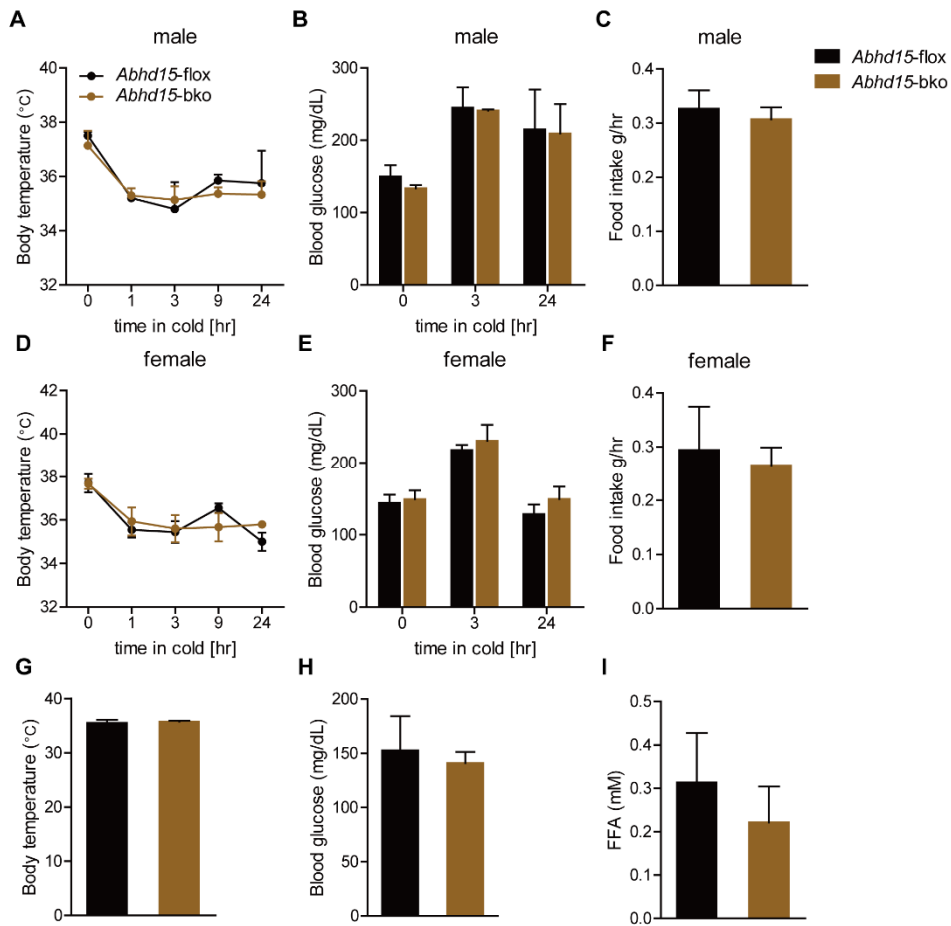 A
male
Body temperature (°C)
40
38
36
34
32
Abhd15-flox
Abhd15-bko
0 1 3 9 24
time in cold [hr]
B
male
Blood glucose (mg/dL)
300
200
100
0
0 3 24
time in cold [hr]
C
male
Food intake g/hr
0.4
0.3
0.2
0.1
0.0
Abhd15-flox
Abhd15-bko
D
female
Body temperature (°C)
42
40
38
36
34
32
0 1 3 9 24
time in cold [hr]
E
female
Blood glucose (mg/dL)
300
200
100
0
0 3 24
time in cold [hr]
F
female
Food intake g/hr
0.4
0.3
0.2
0.1
0.0
G
Body temperature (°C)
40
30
20
10
0
H
Blood glucose (mg/dL)
200
150
100
50
0
I
FFA (mM)
0.5
0.4
0.3
0.2
0.1
0.0